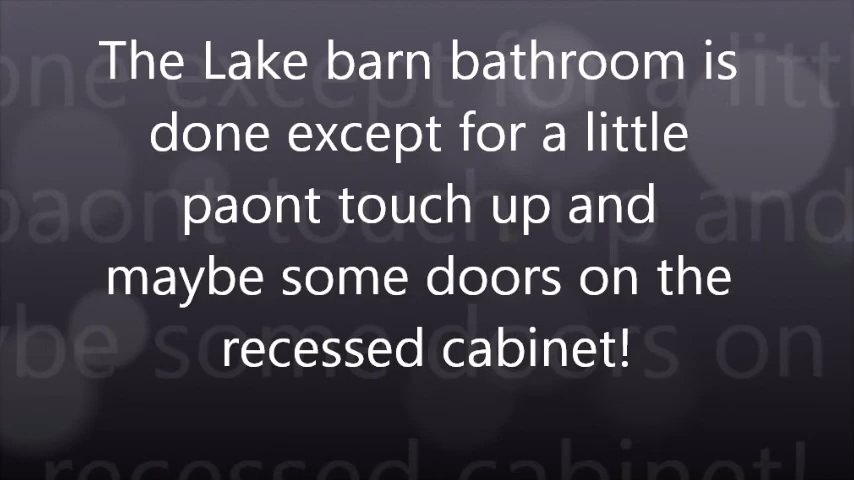 The Lake barn bathroom is
done except for a little
paont touch up and
maybe some doors on the
recessed cabinet!